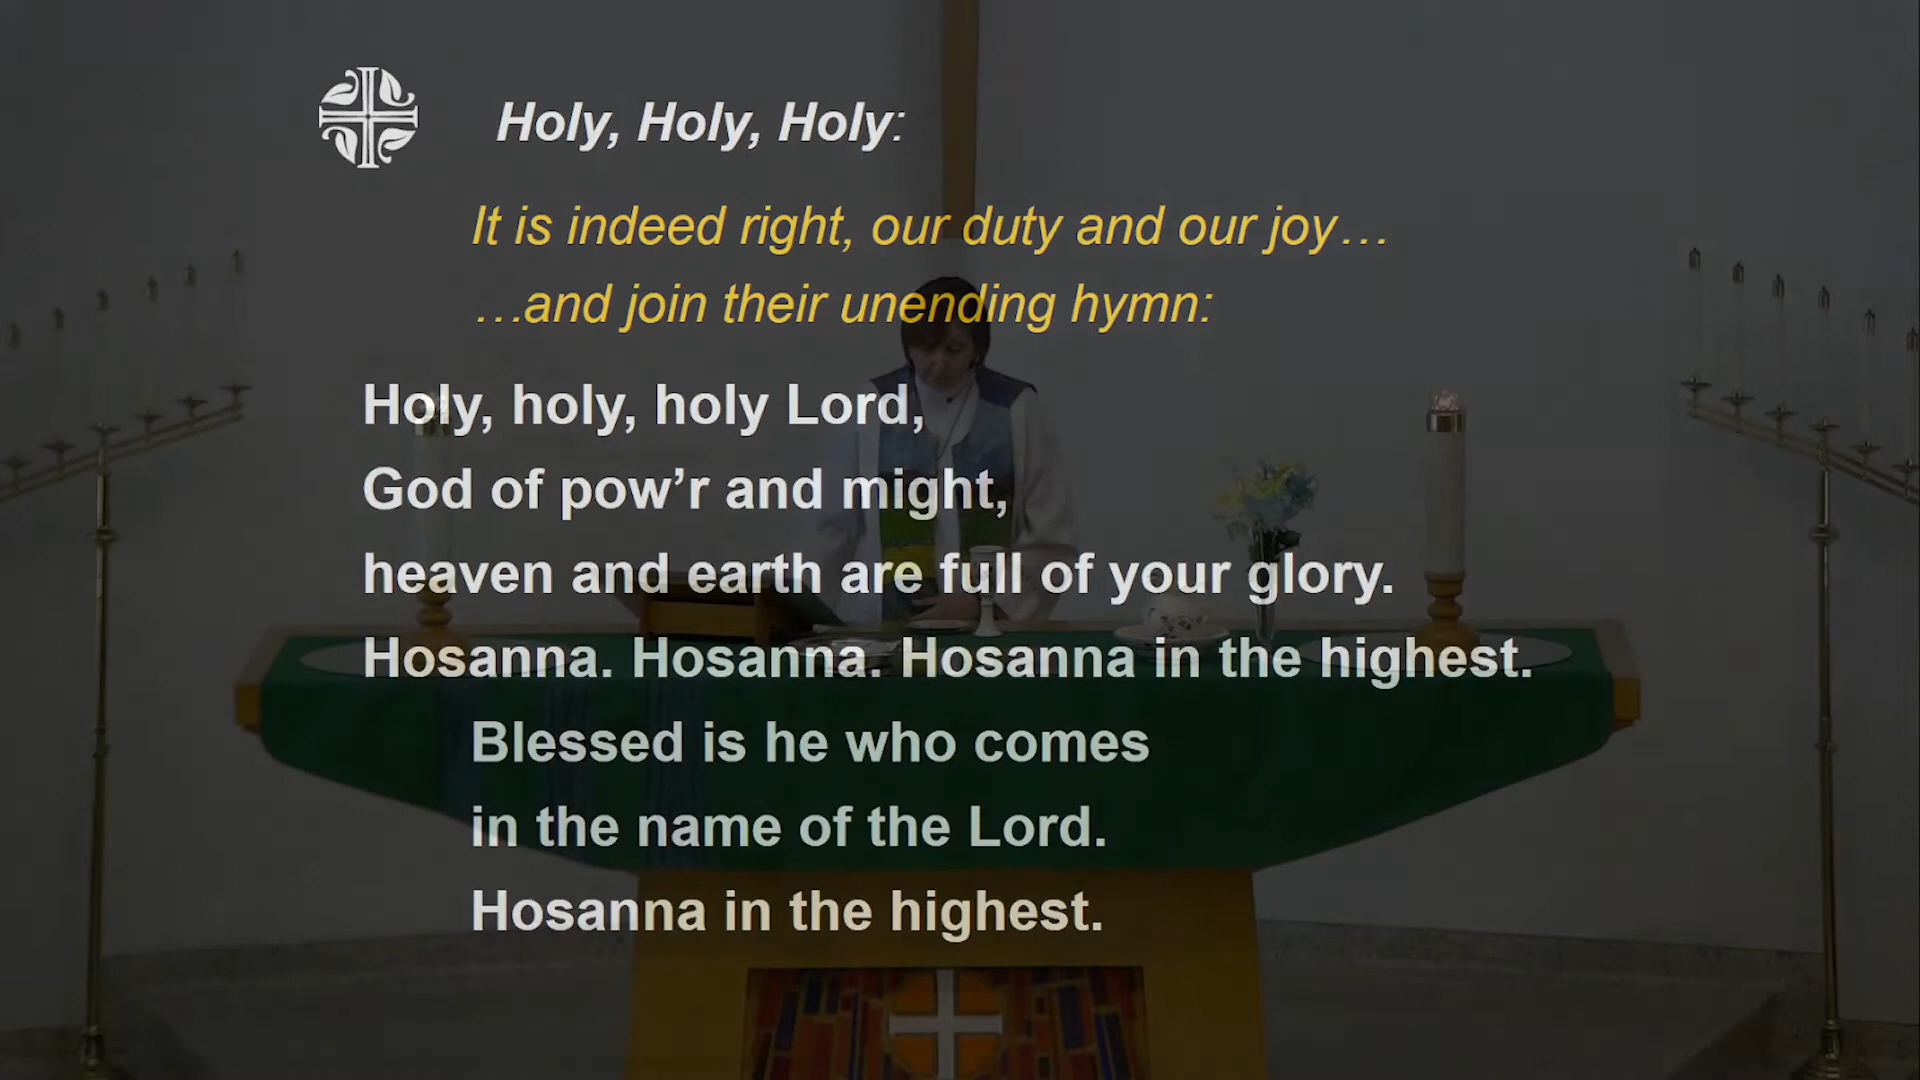 Holy, Holy, Holy:
It is indeed right, our duty and our joy…
…and join their unending hymn:
Holy, holy, holy Lord,
God of pow’r and might,
heaven and earth are full of your glory.
Hosanna. Hosanna. Hosanna in the highest.
Blessed is he who comes
in the name of the Lord.
Hosanna in the highest.